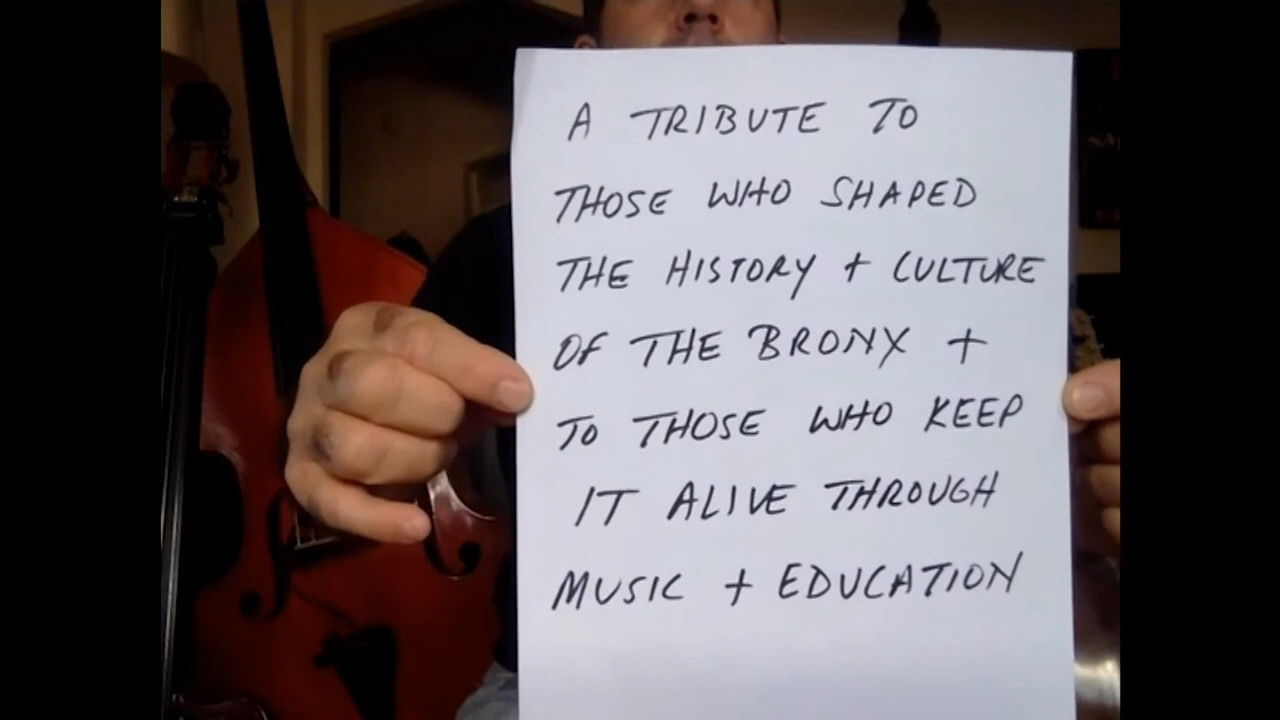 A TRIBUTE TO
THOSE WHO SHAPED
THE HISTORY + CULTURE
OF THE BRONX +
TO THOSE WHO KEEP
IT ALIVE THROUGH
MUSIC + EDUCATION